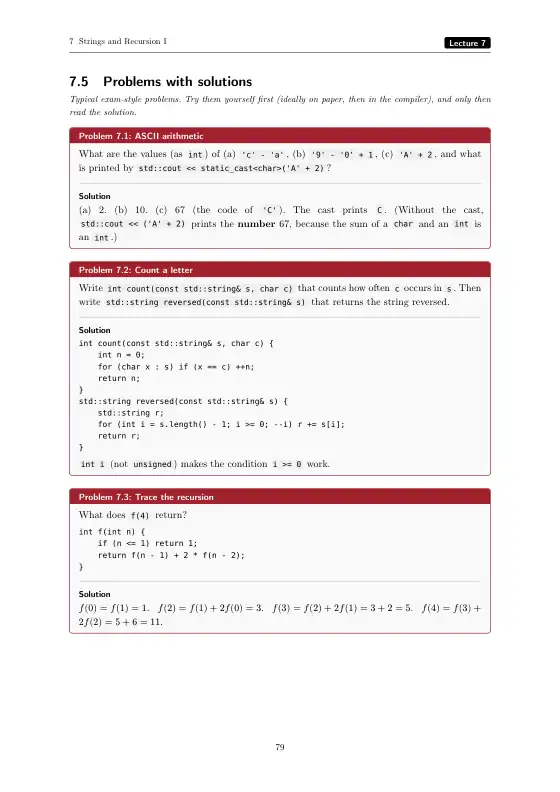 7 Strings and Recursion I
Lecture 7
7.5 Problems with solutions
Typical exam-style problems. Try them yourself first (ideally on paper, then in the compiler), and only then
read the solution.
Problem 7.1: ASCII arithmetic
What are the values (as int) of (a) 'c' - 'a', (b) '9' - '0' + 1, (c) 'A' + 2, and what
is printed by std::cout << static_cast<char>('A' + 2)?
Solution
(a) 2. (b) 10. (c) 67 (the code of 'C'). The cast prints C. (Without the cast,
std::cout << ('A' + 2) prints the number 67, because the sum of a char and an int is
an int.)
Problem 7.2: Count a letter
Write int count(const std::string& s, char c) that counts how often c occurs in s. Then
write std::string reversed(const std::string& s) that returns the string reversed.
Solution
int count(const std::string& s, char c) {
    int n = 0;
    for (char x : s) if (x == c) ++n;
    return n;
}
std::string reversed(const std::string& s) {
    std::string r;
    for (int i = s.length() - 1; i >= 0; --i) r += s[i];
    return r;
}
int i (not unsigned) makes the condition i >= 0 work.
Problem 7.3: Trace the recursion
What does f(4) return?
int f(int n) {
    if (n <= 1) return 1;
    return f(n - 1) + 2 * f(n - 2);
}
Solution
f(0) = f(1) = 1. f(2) = f(1) + 2f(0) = 3. f(3) = f(2) + 2f(1) = 3 + 2 = 5. f(4) = f(3) +
2f(2) = 5 + 6 = 11.
79